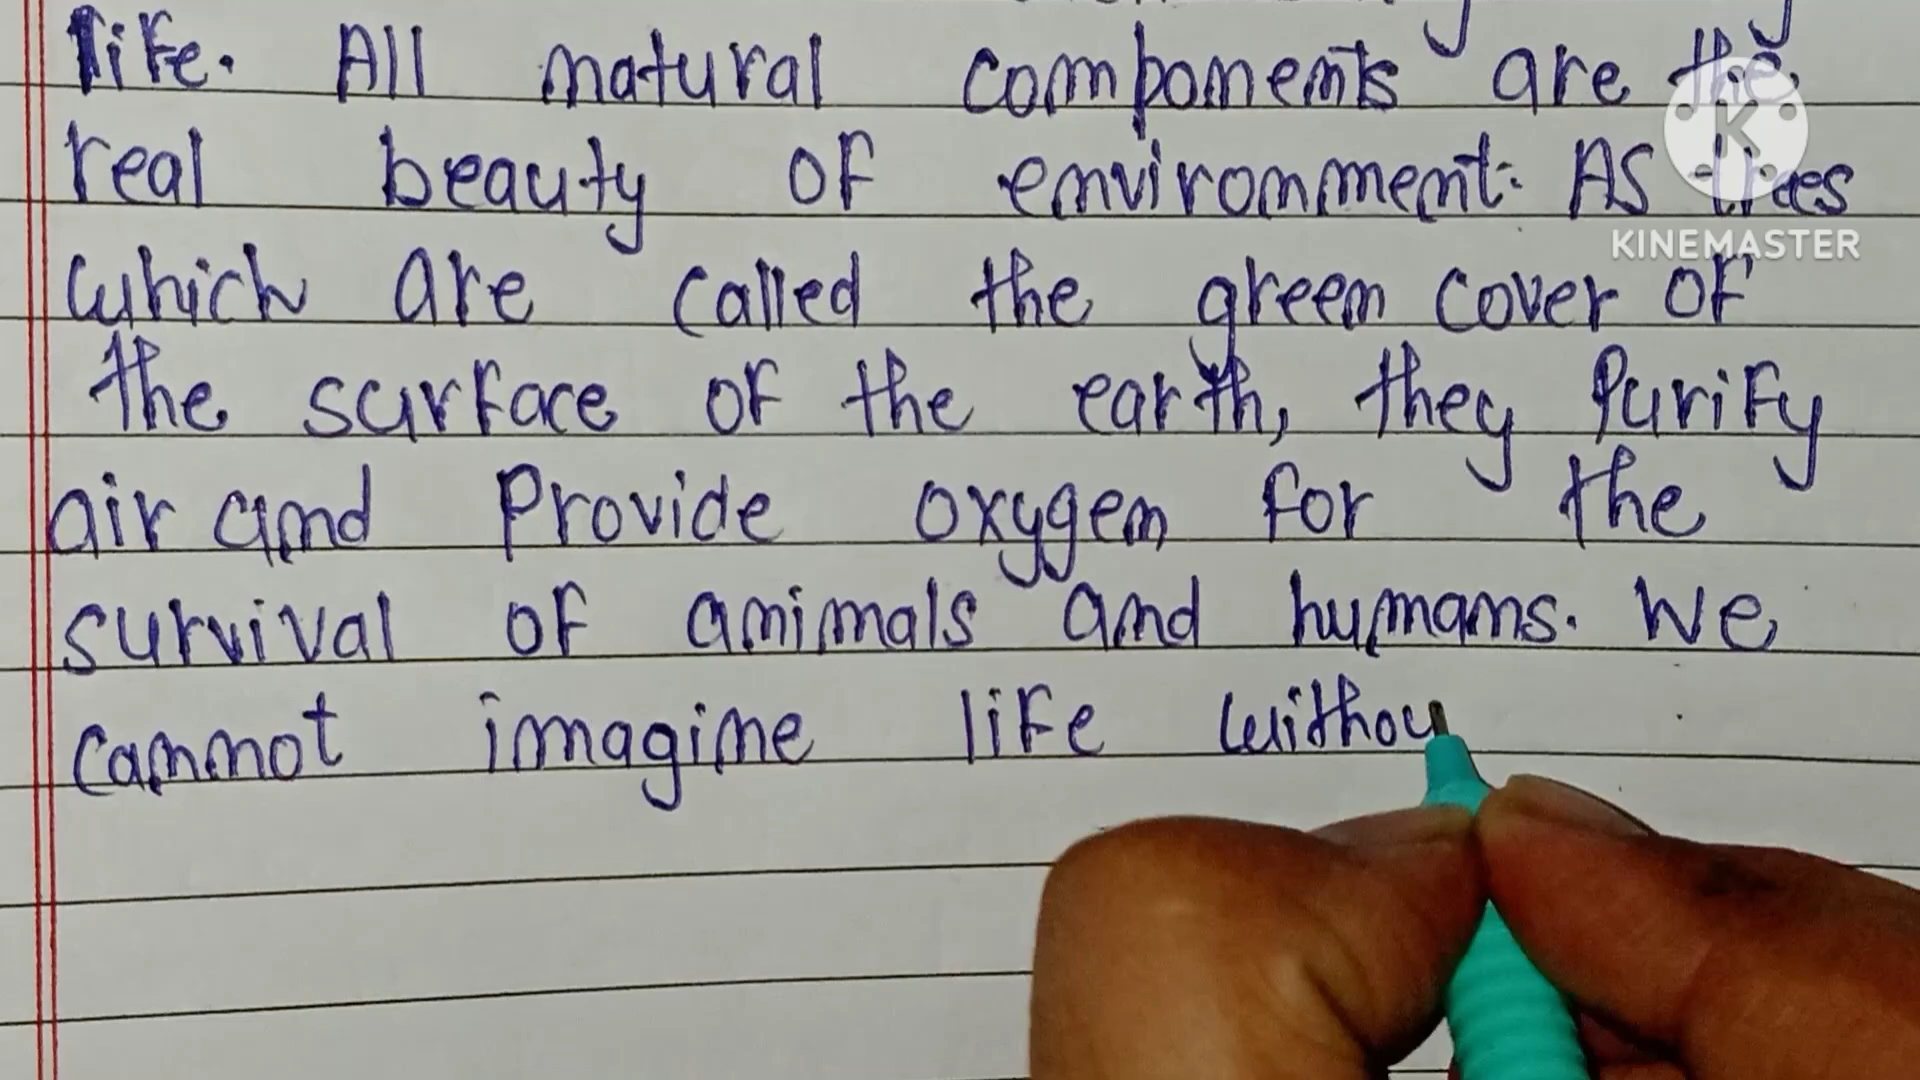 life. All natural components are the
real beauty of environment. As trees
KINEMASTER
which are called the green cover of
the surface of the earth, they purify
air and provide oxygen for the
survival of animals and humans. We
cannot imagine life withou